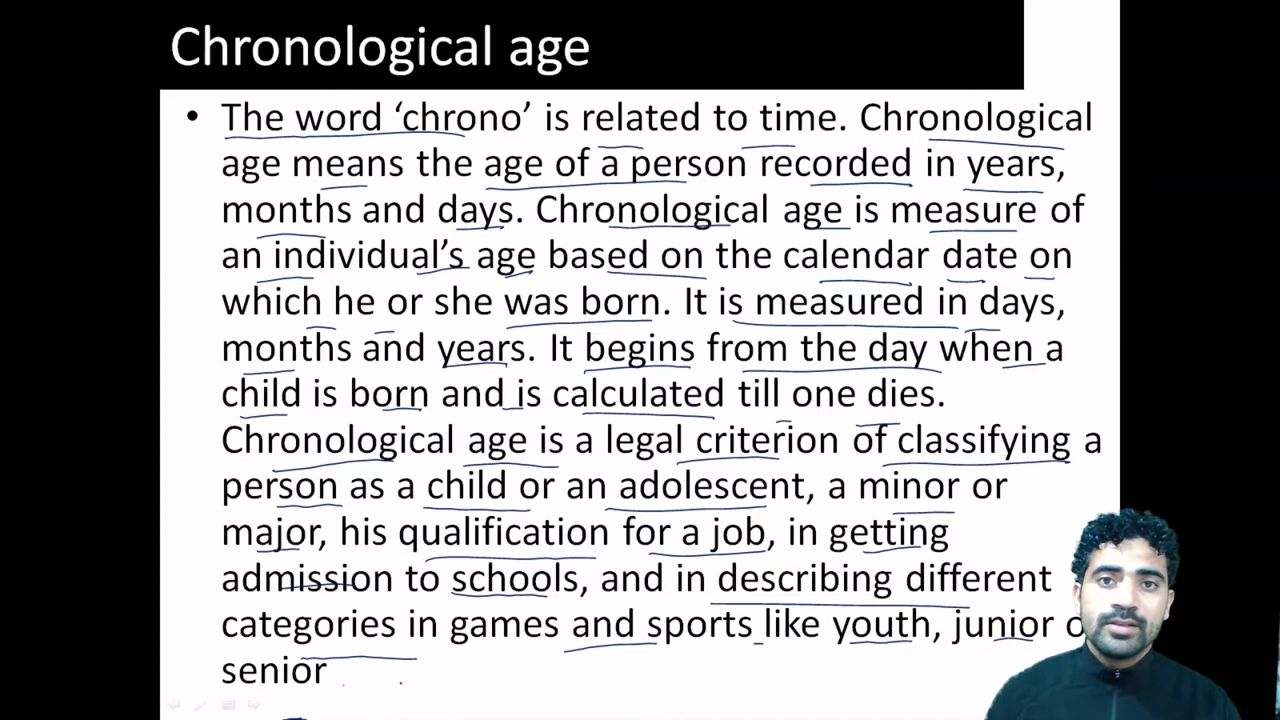 Chronological age
• The word ‘chrono’ is related to time. Chronological
age means the age of a person recorded in years,
months and days. Chronological age is measure of
an individual’s age based on the calendar date on
which he or she was born. It is measured in days,
months and years. It begins from the day when a
child is born and is calculated till one dies.
Chronological age is a legal criterion of classifying a
person as a child or an adolescent, a minor or
major, his qualification for a job, in getting
admission to schools, and in describing different
categories in games and sports like youth, junior
senior